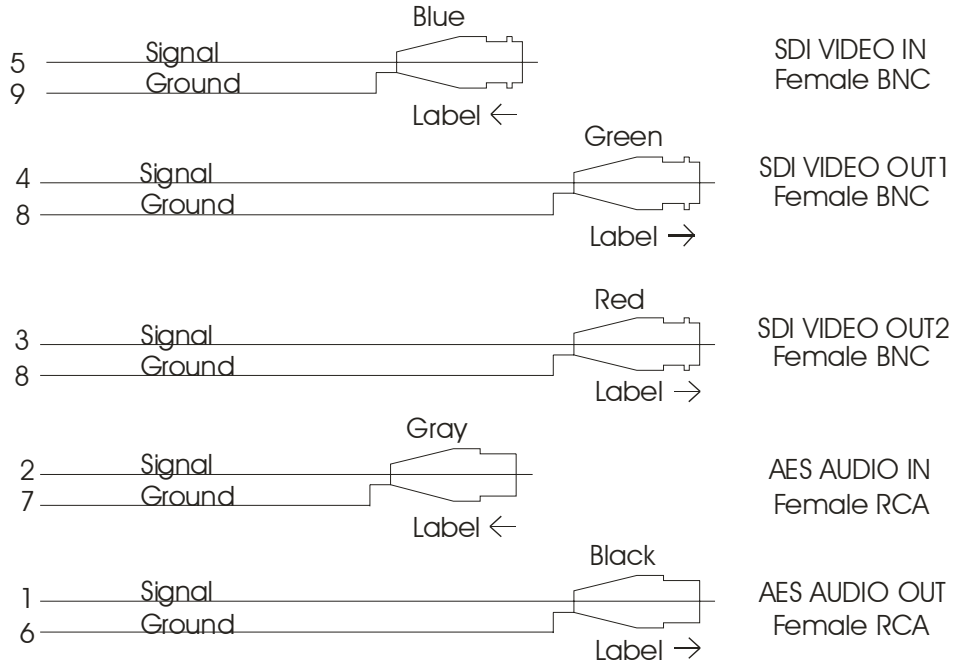 Blue
5 Signal SDI VIDEO IN
9 Ground Female BNC
Label ←
Green
4 Signal SDI VIDEO OUT1
8 Ground Female BNC
Label →
Red
3 Signal SDI VIDEO OUT2
8 Ground Female BNC
Label →
Gray
2 Signal AES AUDIO IN
7 Ground Female RCA
Label ←
Black
1 Signal AES AUDIO OUT
6 Ground Female RCA
Label →